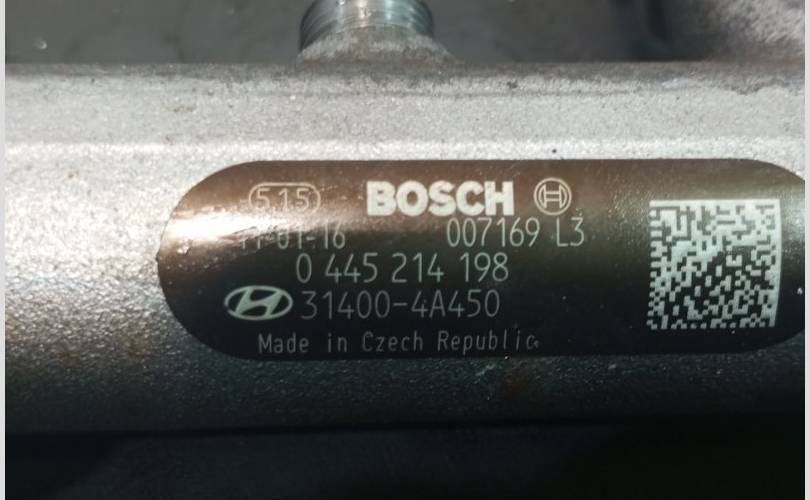 515 BOSCH
-01-16 007169 L3
0 445 214 198
31400-4A450
Made in Czech Republic